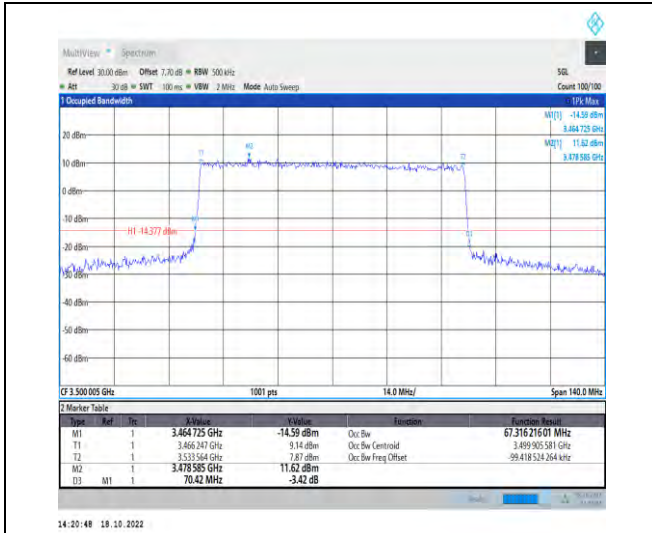 MultiView Spectrum
Ref Level 30.00 dBm Offset 7.70 dB RBW 500 kHz SGL
Att 30 dB SWT 100 ms VBW 2 MHz Mode Auto Sweep Count 100/100
1 Occupied Bandwidth 1Pk Max
M1[1] -14.59 dBm
3.464 725 GHz
M2[1] 11.62 dBm
3.478 585 GHz
20 dBm
M2
T1
T2
10 dBm
0 dBm
-10 dBm
H1 -14.377 dBm
-20 dBm
-30 dBm
-40 dBm
-50 dBm
-60 dBm
CF 3.500 005 GHz 1001 pts 14.0 MHz/ Span 140.0 MHz
2 Marker Table
Type Ref Trc X-Value Y-Value Function Function Result
M1 1 3.464 725 GHz -14.59 dBm Occ Bw 67.316 216 01 MHz
T1 1 3.466 247 GHz 9.14 dBm Occ Bw Centroid 3.499 905 581 GHz
T2 1 3.533 564 GHz 7.87 dBm Occ Bw Freq Offset -99.418 524 264 kHz
M2 1 3.478 585 GHz 11.62 dBm
D3 M1 1 70.42 MHz -3.42 dB
14:20:48 18.10.2022